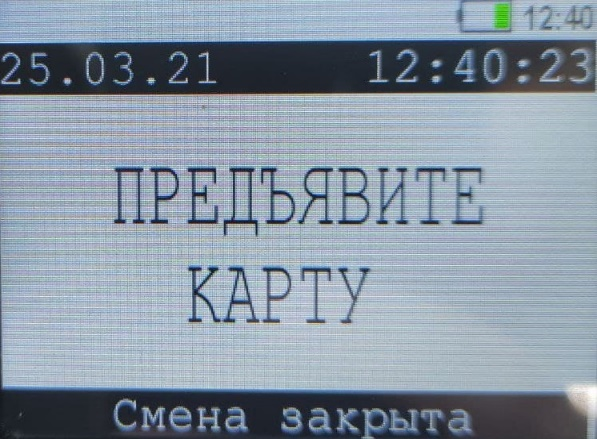 12:40
25.03.21 12:40:23
ПРЕДЪЯВИТЕ
КАРТУ
Смена закрыта